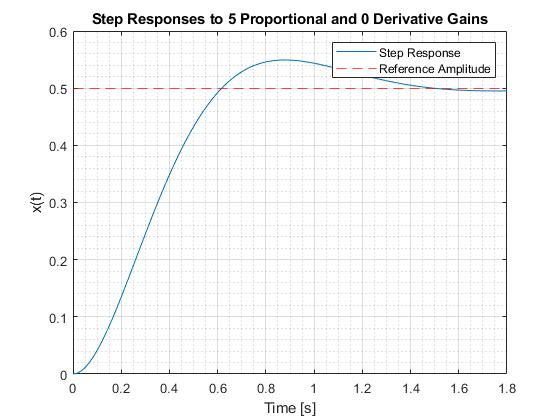 Step Responses to 5 Proportional and 0 Derivative Gains
0.6
0.5
0.4
0.3
0.2
0.1
0
x(t)
Step Response
Reference Amplitude
0 0.2 0.4 0.6 0.8 1 1.2 1.4 1.6 1.8
Time [s]